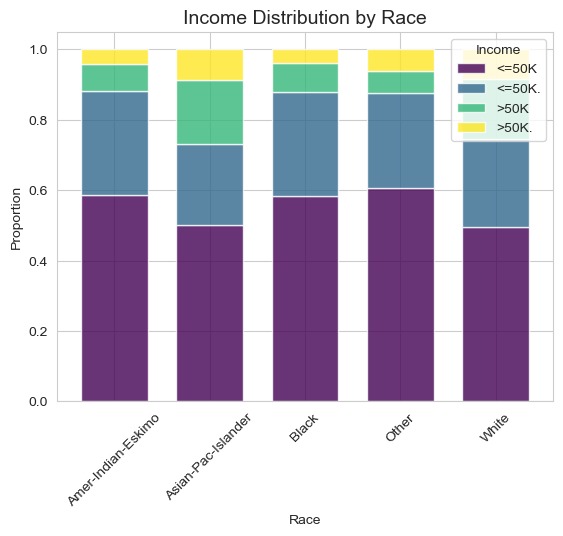 Income Distribution by Race
Income
<=50K
<=50K.
>50K
>50K.
Proportion
1.0
0.8
0.6
0.4
0.2
0.0
Amer-Indian-Eskimo
Asian-Pac-Islander
Black
Other
White
Race